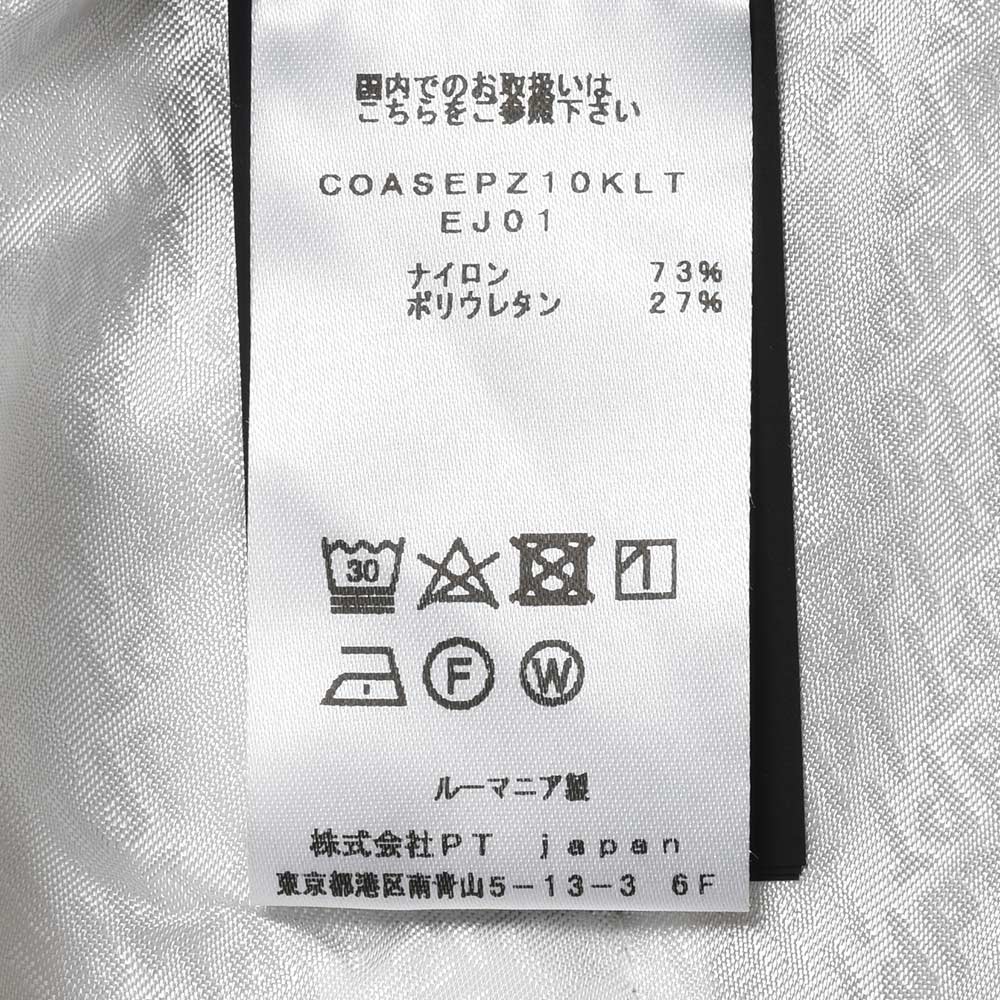 国内でのお取扱いは
こちらをご参照下さい
COASEPZ10KLT
EJ01
ナイロン 73%
ポリウレタン 27%
30
F W
ルーマニア製
株式会社PT japan
東京都港区南青山5-13-3 6F